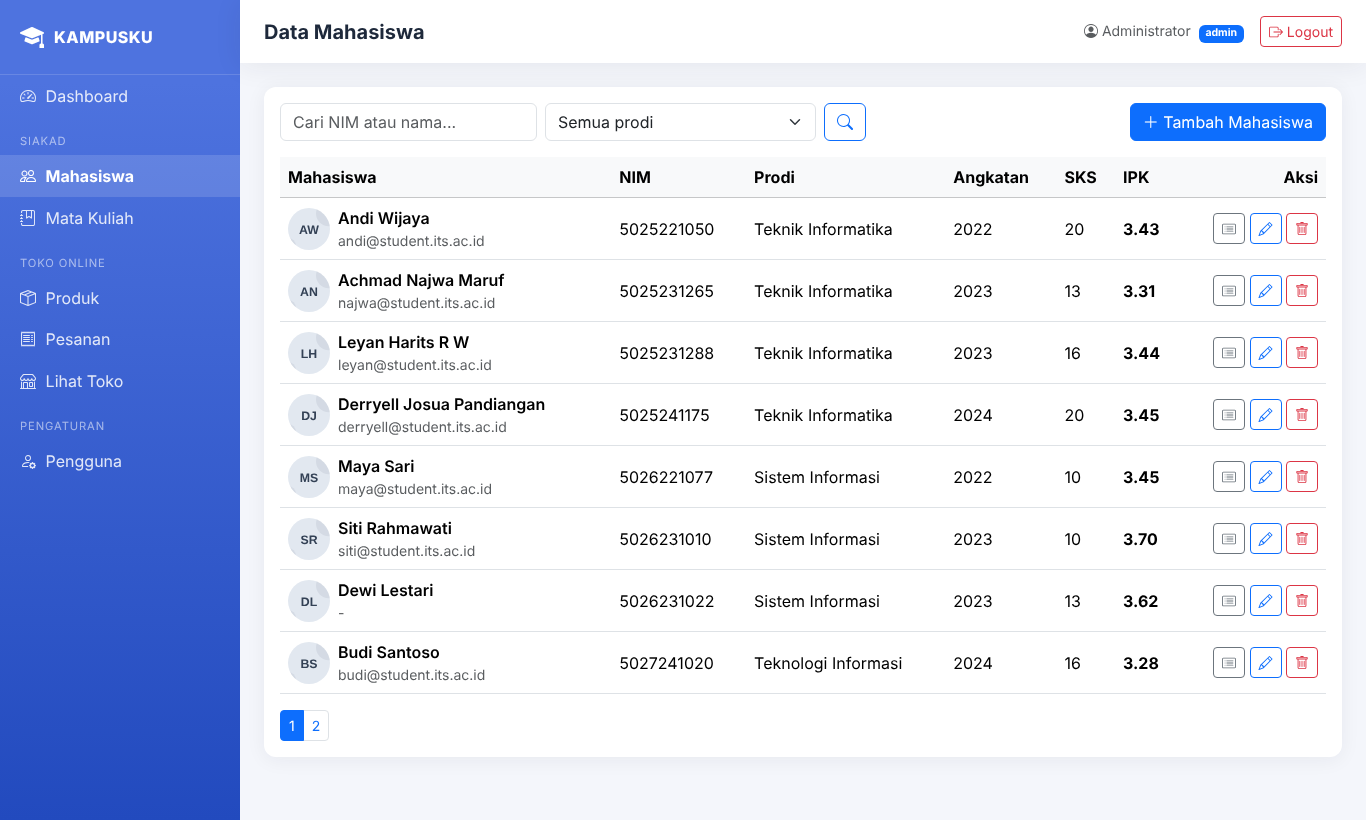 KAMPUSKU
Data Mahasiswa
Administrator admin Logout
Dashboard
SIAKAD
Mahasiswa
Mata Kuliah
TOKO ONLINE
Produk
Pesanan
Lihat Toko
PENGATURAN
Pengguna
Cari NIM atau nama... Semua prodi Tambah Mahasiswa
Mahasiswa NIM Prodi Angkatan SKS IPK Aksi
AW Andi Wijaya 5025221050 Teknik Informatika 2022 20 3.43
andi@student.its.ac.id
AN Achmad Najwa Maruf 5025231265 Teknik Informatika 2023 13 3.31
najwa@student.its.ac.id
LH Leyan Harits R W 5025231288 Teknik Informatika 2023 16 3.44
leyan@student.its.ac.id
DJ Derryell Josua Pandiangan 5025241175 Teknik Informatika 2024 20 3.45
derryell@student.its.ac.id
MS Maya Sari 5026221077 Sistem Informasi 2022 10 3.45
maya@student.its.ac.id
SR Siti Rahmawati 5026231010 Sistem Informasi 2023 10 3.70
siti@student.its.ac.id
DL Dewi Lestari 5026231022 Sistem Informasi 2023 13 3.62
-
BS Budi Santoso 5027241020 Teknologi Informasi 2024 16 3.28
budi@student.its.ac.id
1 2